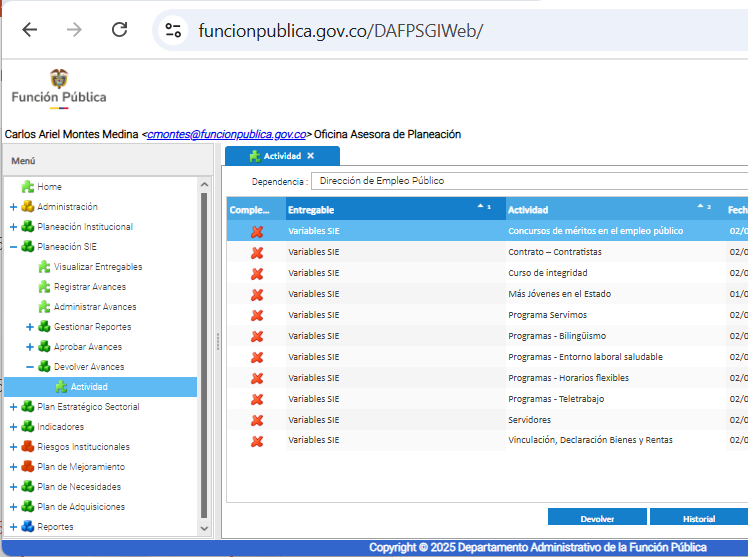 funcionpublica.gov.co/DAFPSGIWeb/
Función Pública
Carlos Ariel Montes Medina <cmontes@funcionpublica.gov.co> Oficina Asesora de Planeación
Menú
Home
Administración
Planeación Institucional
Planeación SIE
Visualizar Entregables
Registrar Avances
Administrar Avances
Gestionar Reportes
Aprobar Avances
Devolver Avances
Actividad
Plan Estratégico Sectorial
Indicadores
Riesgos Institucionales
Plan de Mejoramiento
Plan de Necesidades
Plan de Adquisiciones
Reportes
Actividad
Dependencia : Dirección de Empleo Público
Comple... Entregable 1 Actividad 2 Fech
Variables SIE Concursos de méritos en el empleo público 02/0
Variables SIE Contrato – Contratistas 02/0
Variables SIE Curso de integridad 02/0
Variables SIE Más Jóvenes en el Estado 01/0
Variables SIE Programa Servimos 02/0
Variables SIE Programas - Bilingüismo 02/0
Variables SIE Programas - Entorno laboral saludable 02/0
Variables SIE Programas - Horarios flexibles 02/0
Variables SIE Programas - Teletrabajo 02/0
Variables SIE Servidores 02/0
Variables SIE Vinculación, Declaración Bienes y Rentas 02/0
Devolver Historial
Copyright © 2025 Departamento Administrativo de la Función Pública